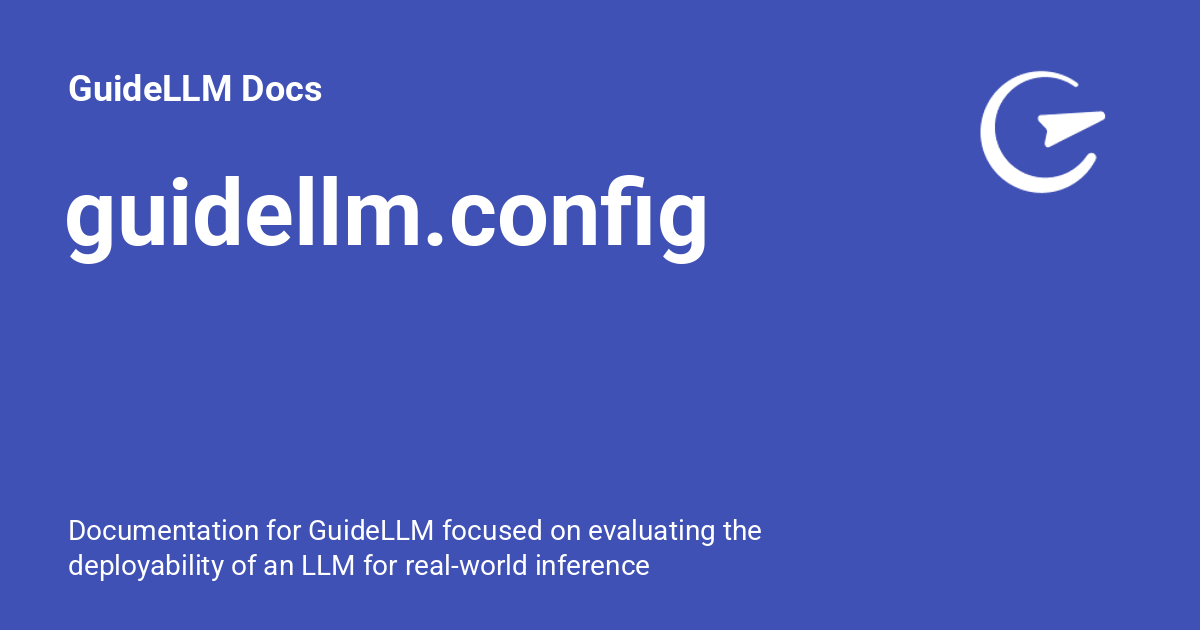 GuideLLM Docs
guidellm.config
Documentation for GuideLLM focused on evaluating the
deployability of an LLM for real-world inference